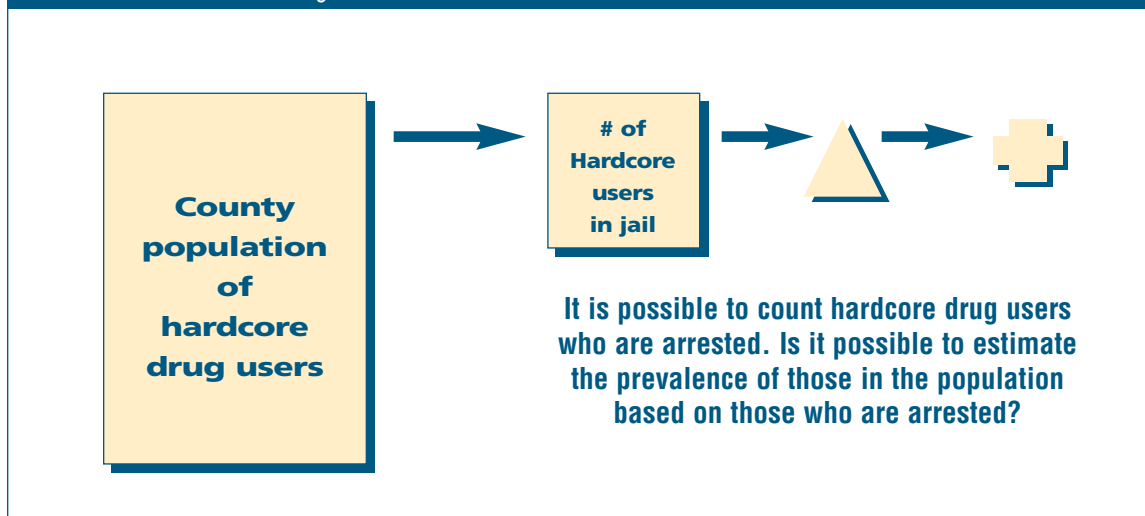 County
population
of
hardcore
drug users
# of
Hardcore
users
in jail
It is possible to count hardcore drug users
who are arrested. Is it possible to estimate
the prevalence of those in the population
based on those who are arrested?